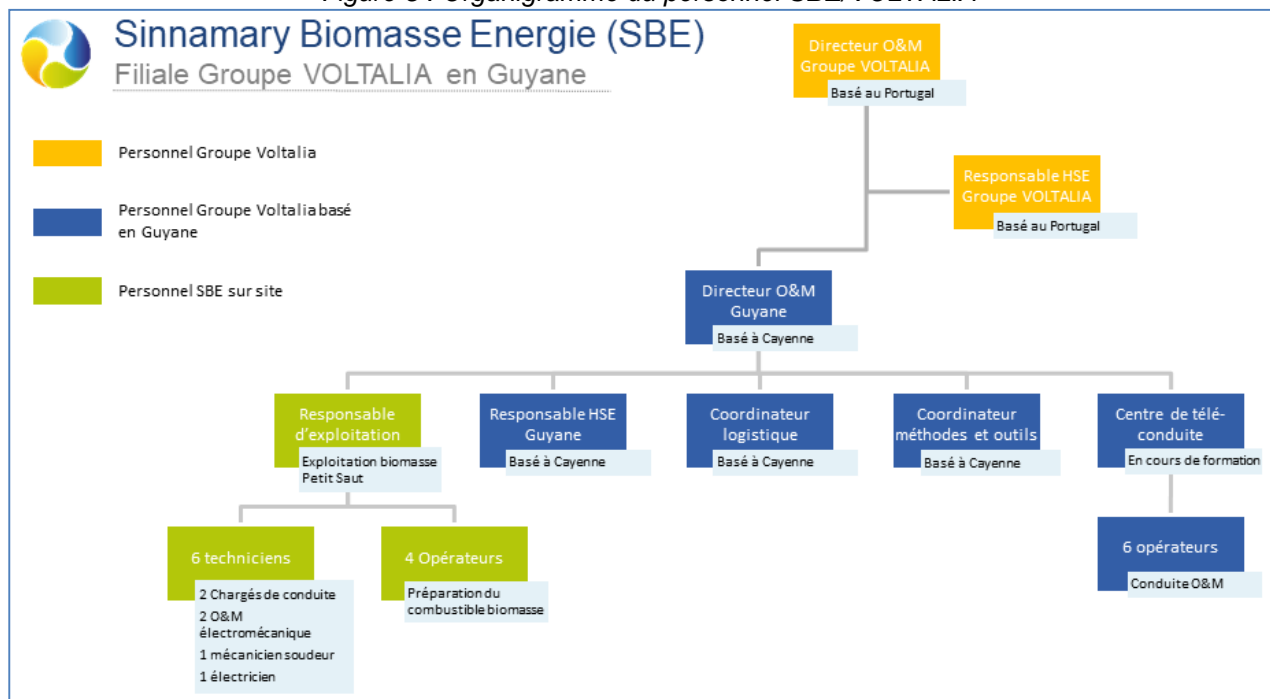 Sinnamary Biomasse Energie (SBE)
Filiale Groupe VOLTALIA en Guyane
Personnel Groupe Voltalia
Personnel Groupe Voltalia basé
en Guyane
Personnel SBE sur site
Directeur O&M
Groupe VOLTALIA
Basé au Portugal
Responsable HSE
Groupe VOLTALIA
Basé au Portugal
Directeur O&M
Guyane
Basé à Cayenne
Responsable
d'exploitation
Exploitation biomasse
Petit Saut
Responsable HSE
Guyane
Basé à Cayenne
Coordinateur
logistique
Basé à Cayenne
Coordinateur
méthodes et outils
Basé à Cayenne
Centre de télé-
conduite
En cours de formation
6 techniciens
2 Chargés de conduite
2 O&M
électromécanique
1 mécanicien soudeur
1 électricien
4 Opérateurs
Préparation du
combustible biomasse
6 opérateurs
Conduite O&M